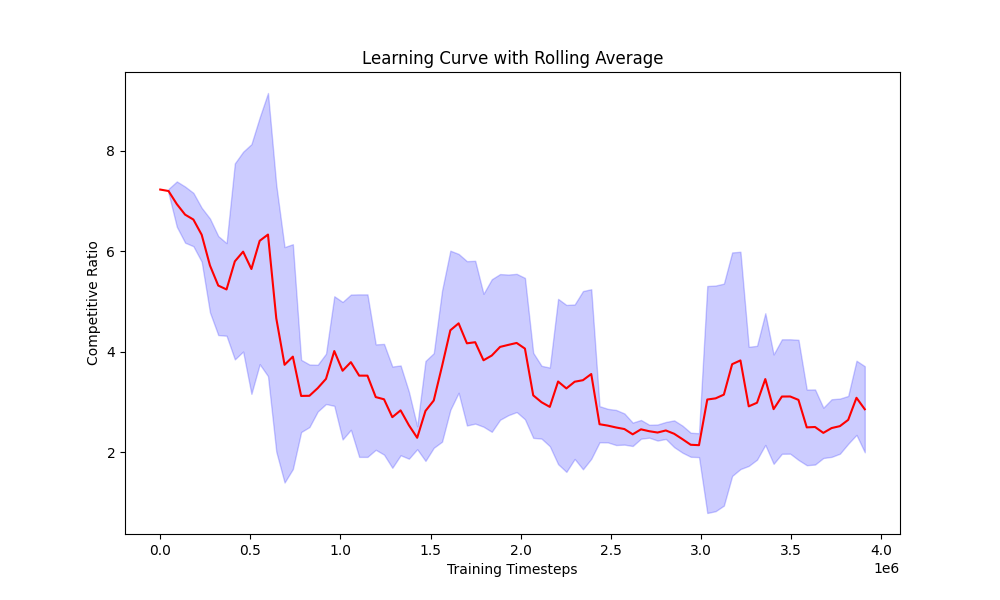 Learning Curve with Rolling Average
Competitive Ratio
8
6
4
2
0.0 0.5 1.0 1.5 2.0 2.5 3.0 3.5 4.0
1e6
Training Timesteps